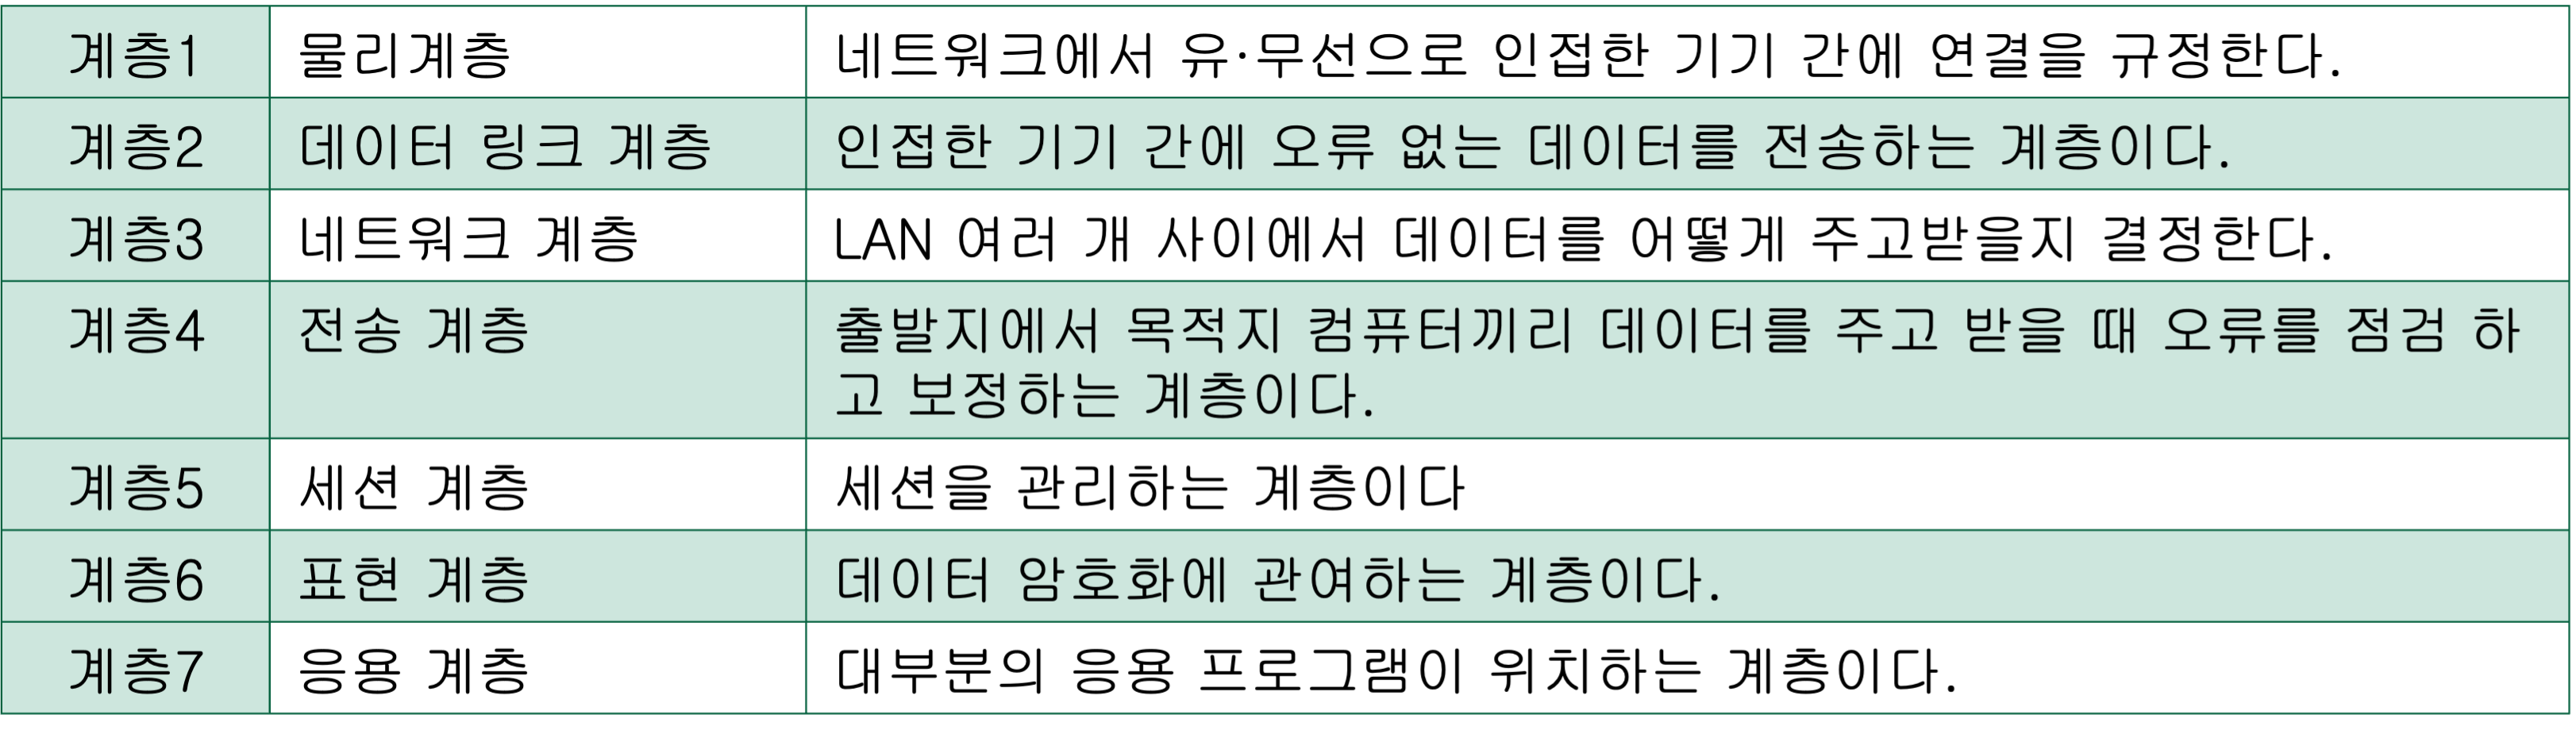 계층1 물리계층 네트워크에서 유·무선으로 인접한 기기 간에 연결을 규정한다.
계층2 데이터 링크 계층 인접한 기기 간에 오류 없는 데이터를 전송하는 계층이다.
계층3 네트워크 계층 LAN 여러 개 사이에서 데이터를 어떻게 주고받을지 결정한다.
계층4 전송 계층 출발지에서 목적지 컴퓨터끼리 데이터를 주고 받을 때 오류를 점검 하
고 보정하는 계층이다.
계층5 세션 계층 세션을 관리하는 계층이다
계층6 표현 계층 데이터 암호화에 관여하는 계층이다.
계층7 응용 계층 대부분의 응용 프로그램이 위치하는 계층이다.